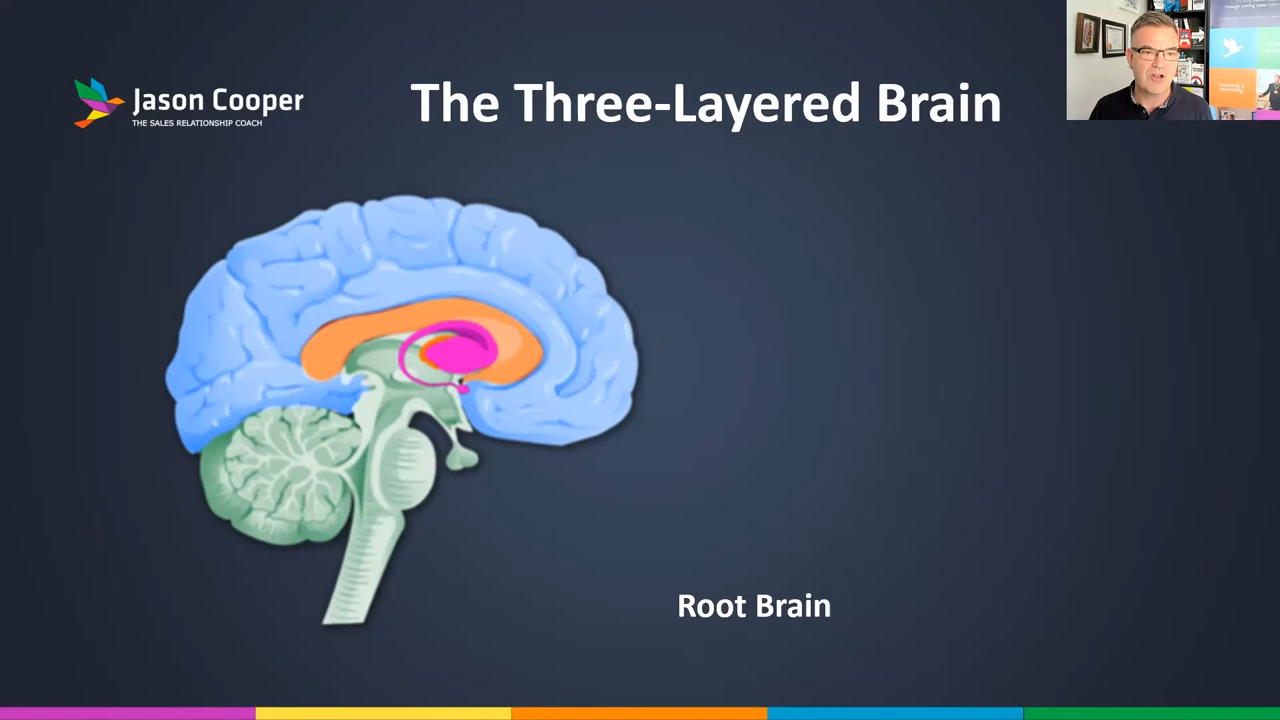 Jason Cooper
THE SALES RELATIONSHIP COACH
The Three-Layered Brain
Root Brain